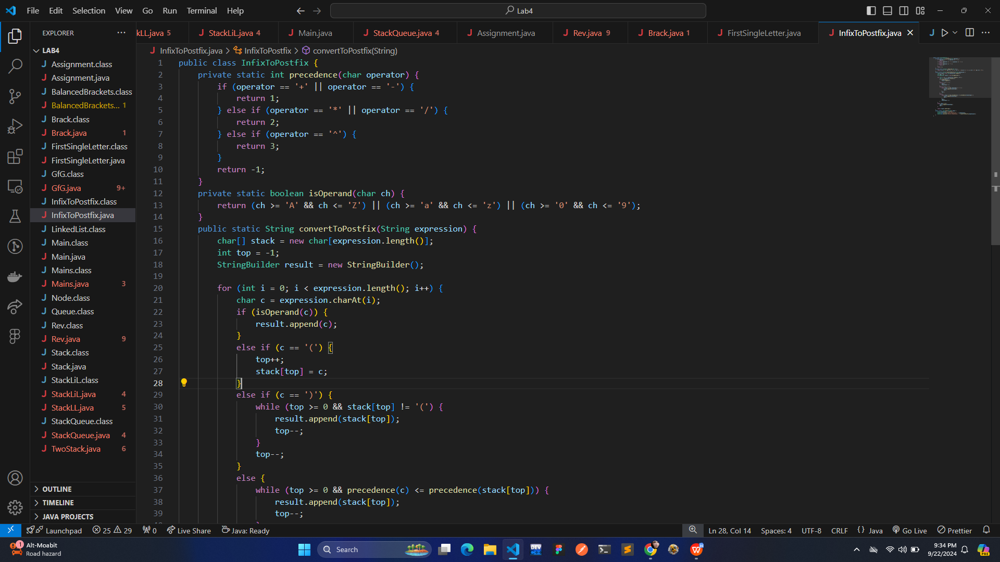 File Edit Selection View Go Run Terminal Help
Lab4
EXPLORER
kLL.java 5
StackLiL.java 4
Main.java
StackQueue.java 4
Assignment.java
Rev.java 9
Brack.java 1
FirstSingleLetter.java
InfixToPostfix.java
LAB4
Assignment.class
Assignment.java
BalancedBrackets.class
BalancedBrackets... 1
Brack.class
Brack.java 1
FirstSingleLetter.class
FirstSingleLetter.java
GfG.class
GfG.java 9+
InfixToPostfix.class
InfixToPostfix.java
LinkedList.class
Main.class
Main.java
Mains.class
Mains.java 3
Node.class
Queue.class
Rev.class
Rev.java 9
Stack.class
Stack.java
StackLiL.class
StackLiL.java 4
StackLL.java 5
StackQueue.class
StackQueue.java 4
TwoStack.java 6
OUTLINE
TIMELINE
JAVA PROJECTS
InfixToPostfix.java > InfixToPostfix > convertToPostfix(String)
1 public class InfixToPostfix {
2 private static int precedence(char operator) {
3 if (operator == '+' || operator == '-') {
4 return 1;
5 } else if (operator == '*' || operator == '/') {
6 return 2;
7 } else if (operator == '^') {
8 return 3;
9 }
10 return -1;
11 }
12 private static boolean isOperand(char ch) {
13 return (ch >= 'A' && ch <= 'Z') || (ch >= 'a' && ch <= 'z') || (ch >= '0' && ch <= '9');
14 }
15 public static String convertToPostfix(String expression) {
16 char[] stack = new char[expression.length()];
17 int top = -1;
18 StringBuilder result = new StringBuilder();
19
20 for (int i = 0; i < expression.length(); i++) {
21 char c = expression.charAt(i);
22 if (isOperand(c)) {
23 result.append(c);
24 }
25 else if (c == '(') {
26 top++;
27 stack[top] = c;
28 }
29 else if (c == ')') {
30 while (top >= 0 && stack[top] != '(') {
31 result.append(stack[top]);
32 top--;
33 }
34 top--;
35 }
36 else {
37 while (top >= 0 && precedence(c) <= precedence(stack[top])) {
38 result.append(stack[top]);
39 top--;
Launchpad 25 29 0 Live Share Java: Ready
Ln 28, Col 14 Spaces: 4 UTF-8 CRLF {} Java Go Live Prettier
1 Alt-Moabit
Road hazard
Search
DEV
9:34 PM
9/22/2024
PRE